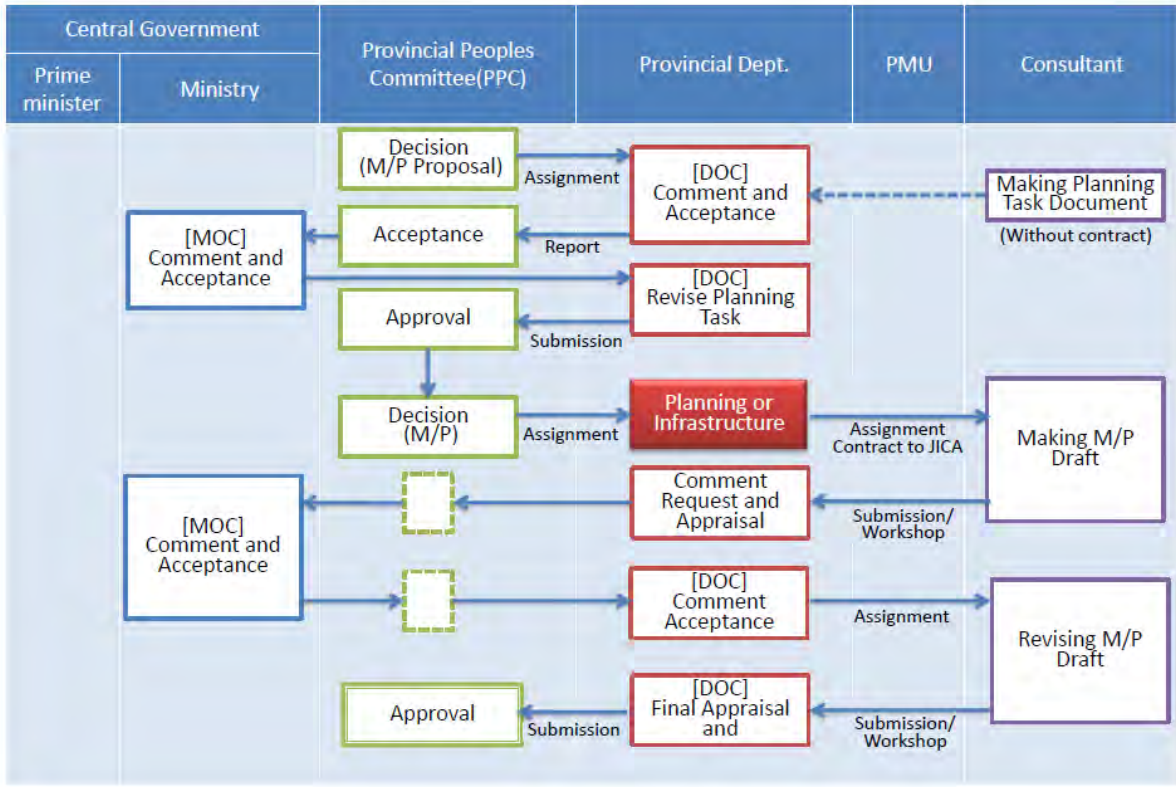 Central Government
Prime
minister
Ministry
Provincial Peoples
Committee(PPC)
Provincial Dept.
PMU
Consultant
Decision
(M/P Proposal)
Assignment
[DOC]
Comment and
Acceptance
Making Planning
Task Document
(Without contract)
[MOC]
Comment and
Acceptance
Acceptance
Report
[DOC]
Revise Planning
Task
Approval
Submission
Decision
(M/P)
Assignment
Planning or
Infrastructure
Assignment
Contract to JICA
Making M/P
Draft
[MOC]
Comment and
Acceptance
Comment
Request and
Appraisal
Submission/
Workshop
[DOC]
Comment
Acceptance
Assignment
Revising M/P
Draft
Approval
Submission
[DOC]
Final Appraisal
and
Submission/
Workshop